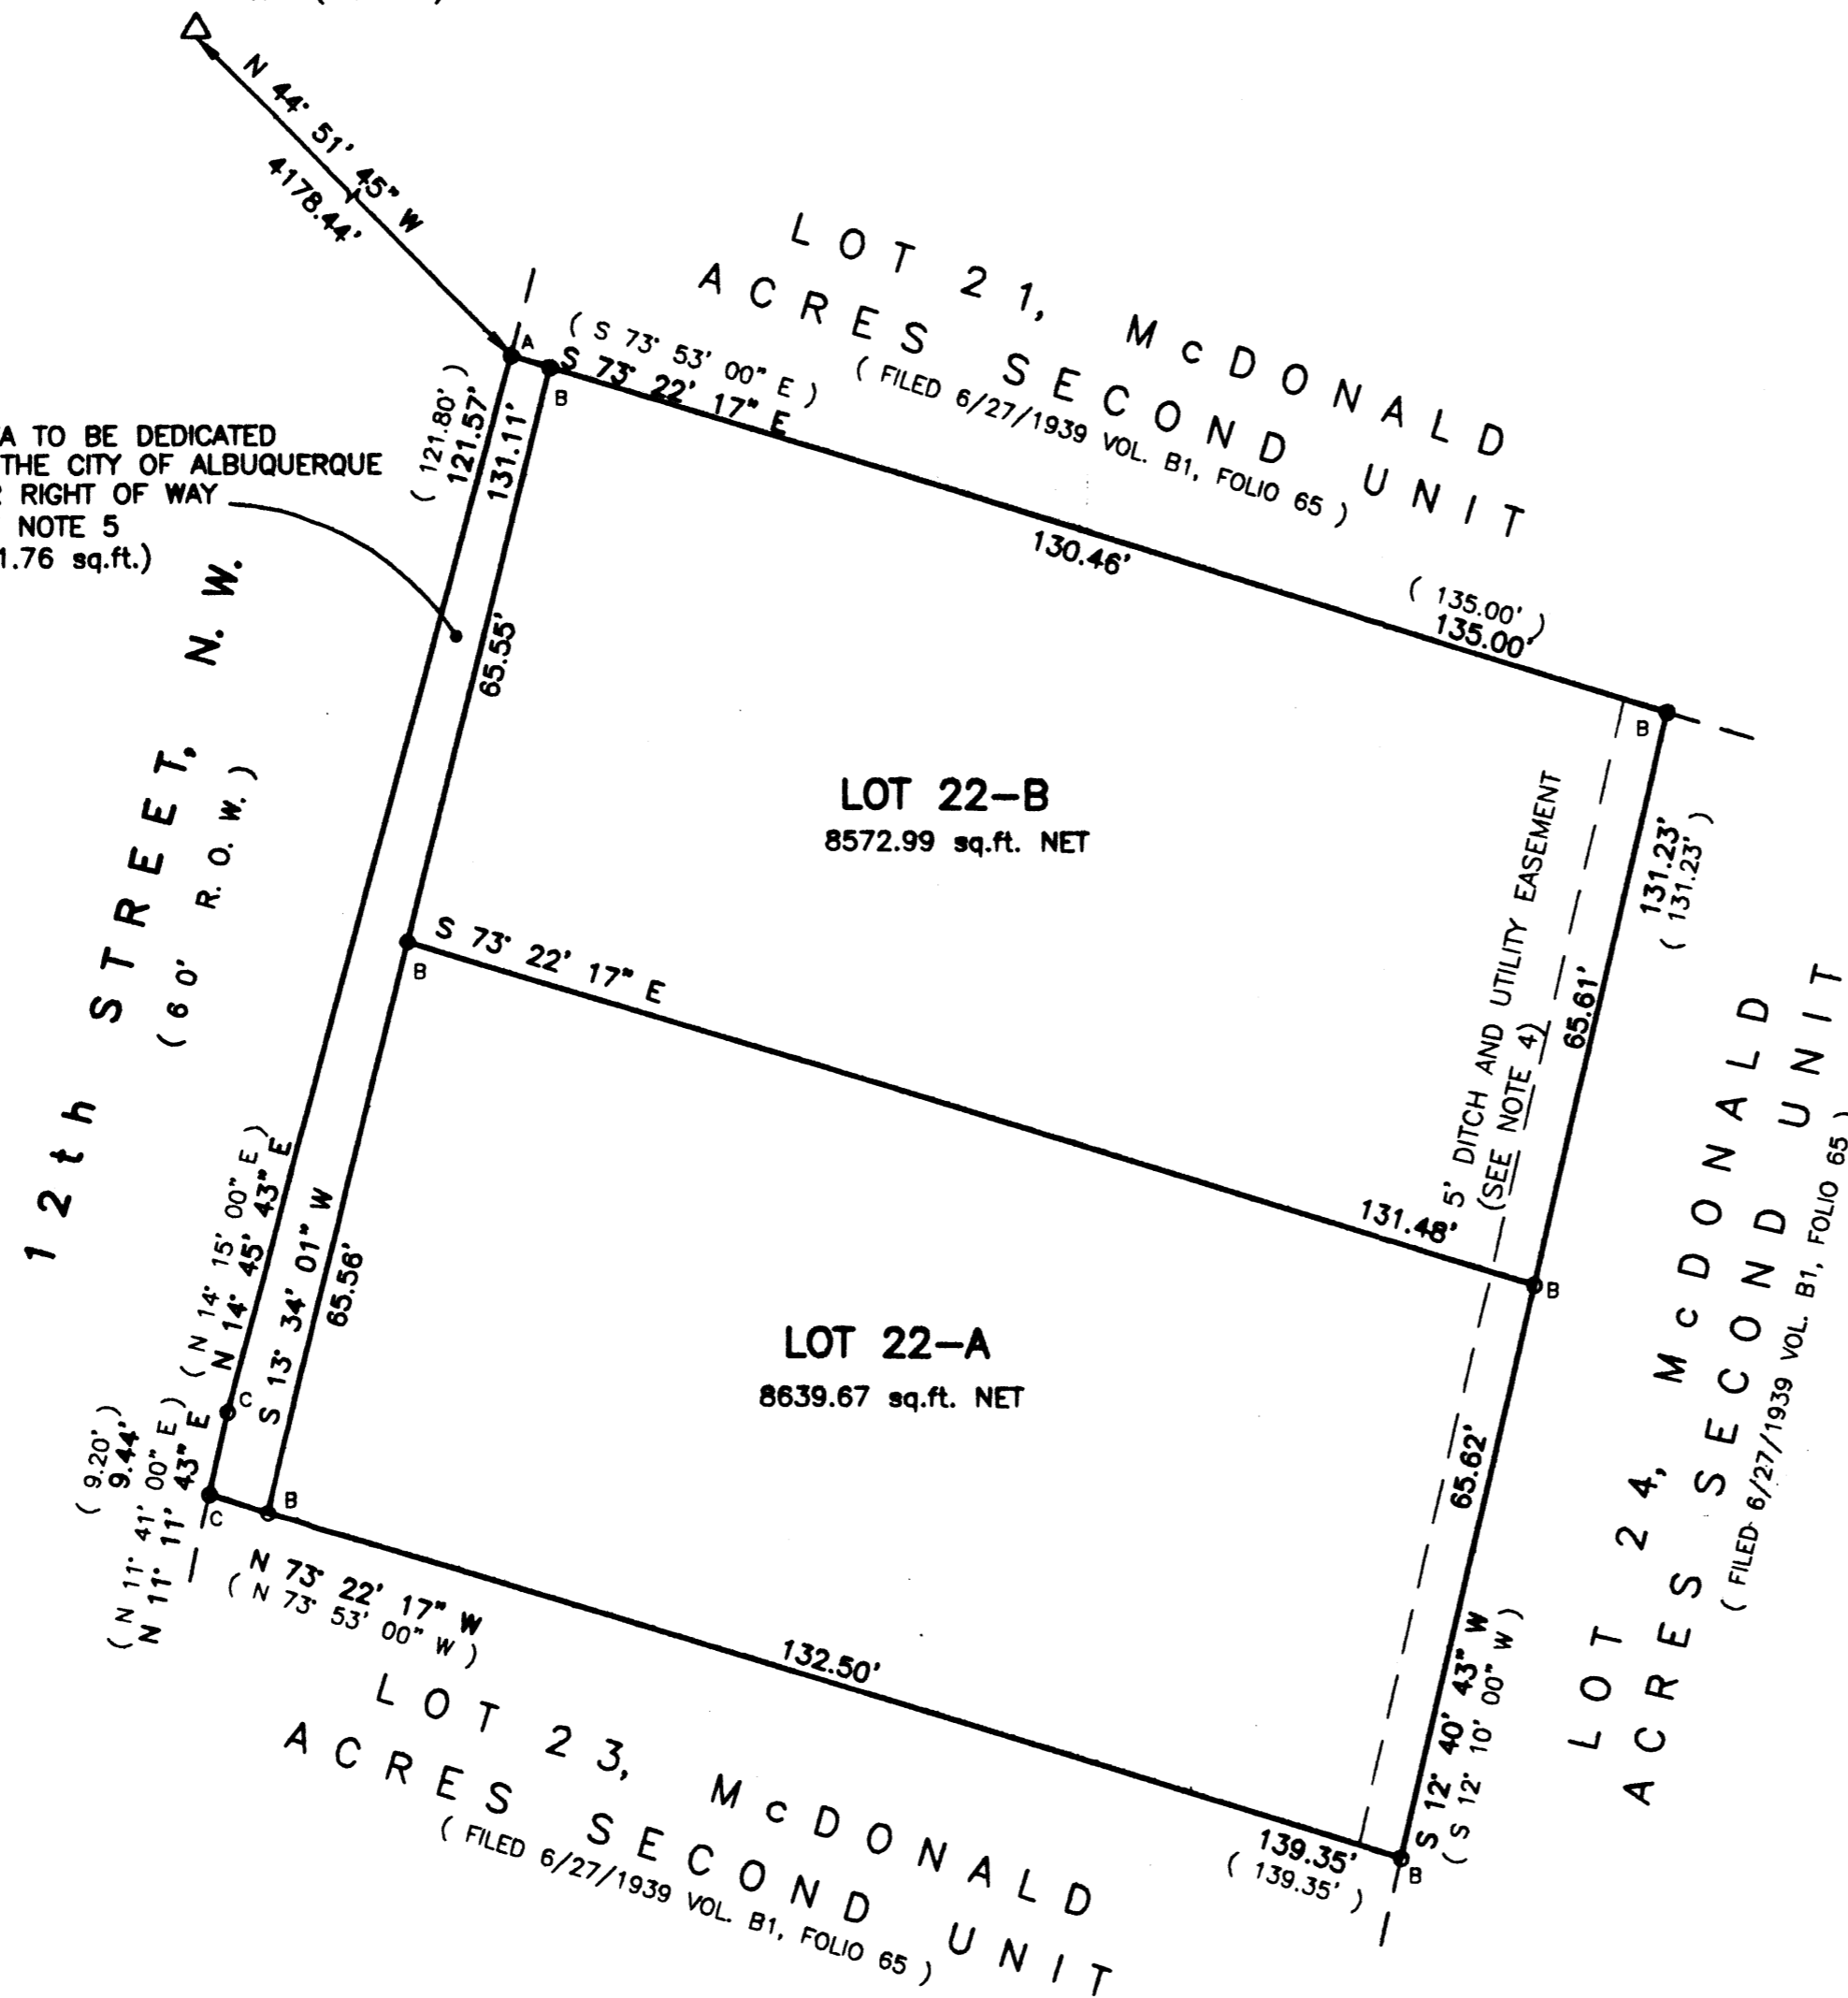 N 44° 51' 45" W
4178.44'
LOT 21, McDONALD
ACRES SECOND UNIT
( FILED 6/27/1939 VOL. B1, FOLIO 65 )
A
( S 73° 53' 00" E )
S 73° 22' 17" E
B
130.46'
( 135.00' )
135.00'
B
( 121.80' )
121.57'
131.11'
65.55'
A TO BE DEDICATED
THE CITY OF ALBUQUERQUE
RIGHT OF WAY
NOTE 5
1.76 sq.ft.)
12th STREET, N. W.
( 60' R. O. W. )
LOT 22-B
8572.99 sq.ft. NET
131.23'
( 131.23' )
65.61'
5' DITCH AND UTILITY EASEMENT
(SEE NOTE 4)
B
S 73° 22' 17" E
131.48'
B
( N 14° 15' 00" E )
N 14° 45' 43" E
S 13° 34' 01" W
65.56'
LOT 22-A
8639.67 sq.ft. NET
65.62'
C
( 9.20' )
9.44'
( N 11° 41' 00" E )
N 11° 11' 43" E
C
B
N 73° 22' 17" W
( N 73° 53' 00" W )
132.50'
139.35'
( 139.35' )
B
S 12° 40' 43" W
( S 12° 10' 00" W )
LOT 23, McDONALD
ACRES SECOND UNIT
( FILED 6/27/1939 VOL. B1, FOLIO 65 )
LOT 24, McDONALD
ACRES SECOND UNIT
( FILED 6/27/1939 VOL. B1, FOLIO 65 )